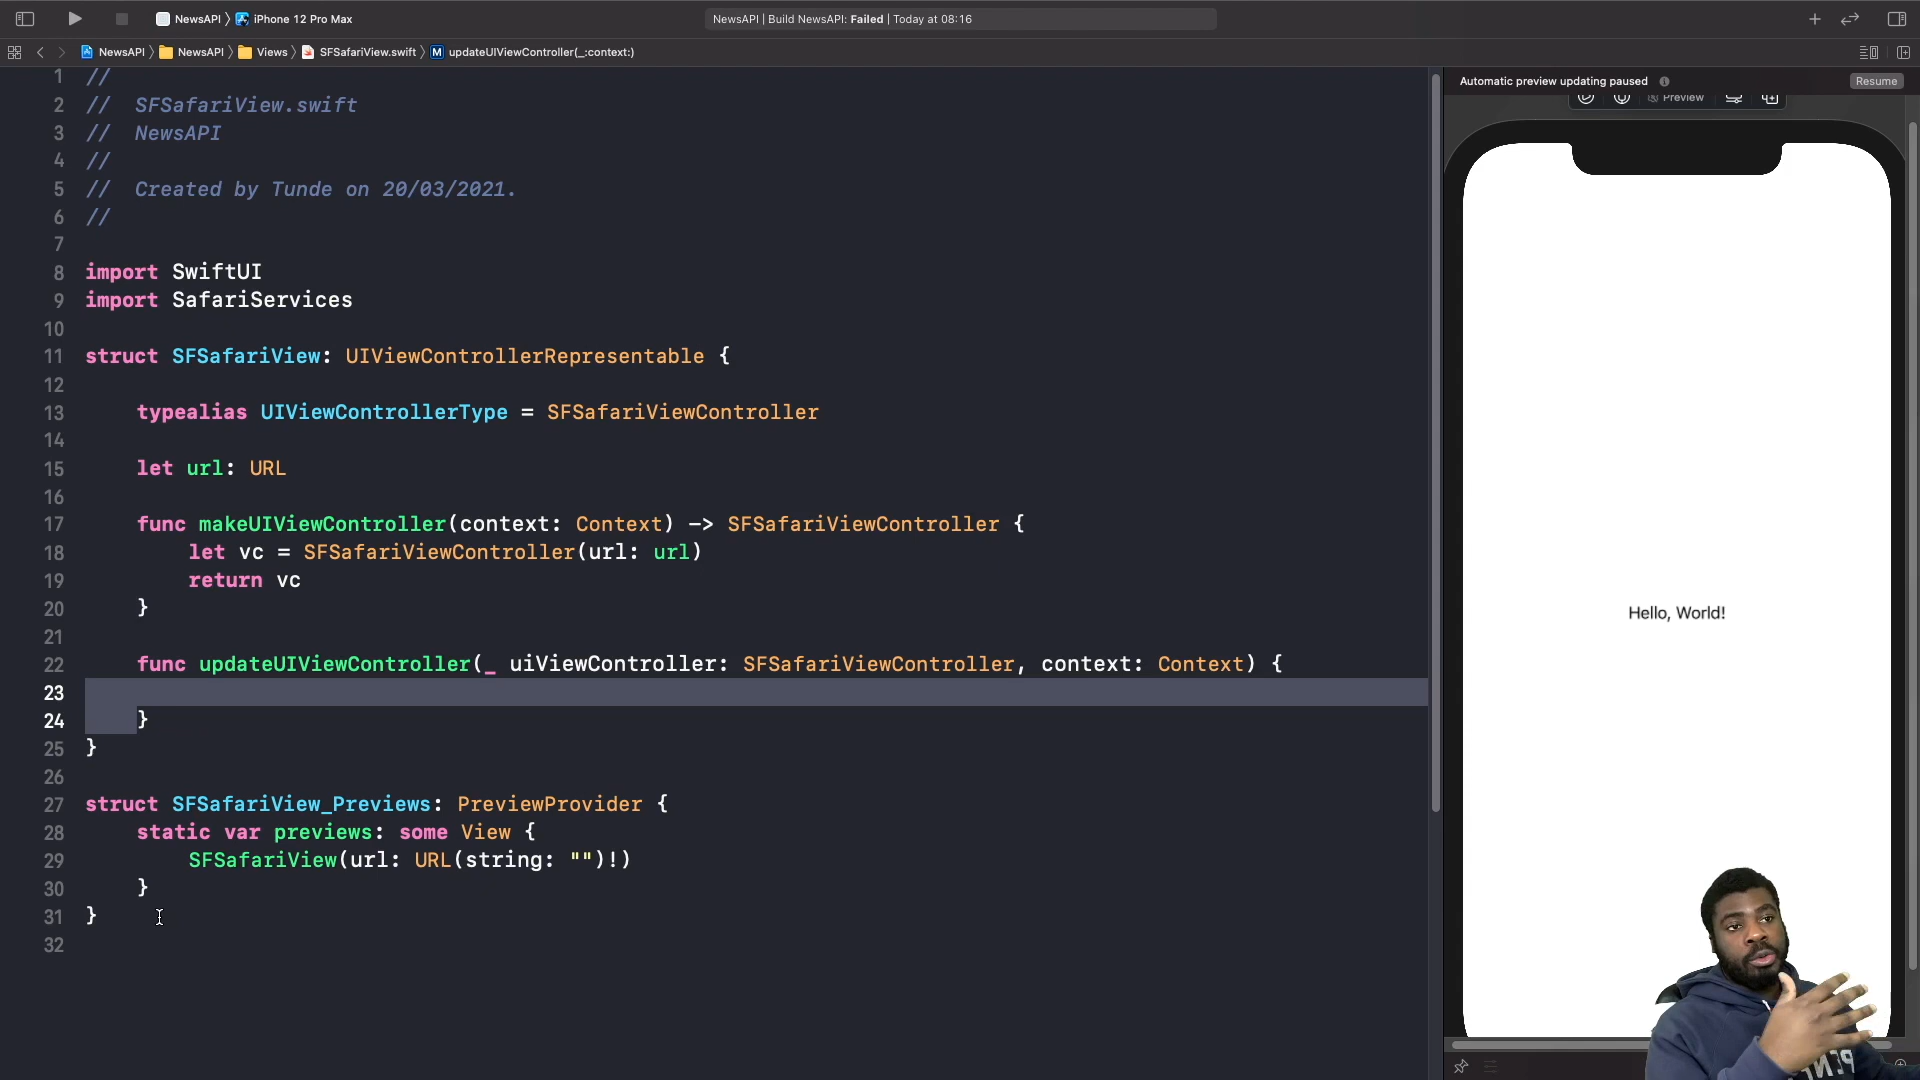 NewsAPI
iPhone 12 Pro Max
NewsAPI | Build NewsAPI: Failed | Today at 08:16
NewsAPI
NewsAPI
Views
SFSafariView.swift
M
updateUIViewController(_:context:)
1 //
2 //  SFSafariView.swift
3 //  NewsAPI
4 //
5 //  Created by Tunde on 20/03/2021.
6 //
7
8 import SwiftUI
9 import SafariServices
10
11 struct SFSafariView: UIViewControllerRepresentable {
12
13     typealias UIViewControllerType = SFSafariViewController
14
15     let url: URL
16
17     func makeUIViewController(context: Context) -> SFSafariViewController {
18         let vc = SFSafariViewController(url: url)
19         return vc
20     }
21
22     func updateUIViewController(_ uiViewController: SFSafariViewController, context: Context) {
23
24     }
25 }
26
27 struct SFSafariView_Previews: PreviewProvider {
28     static var previews: some View {
29         SFSafariView(url: URL(string: "")!)
30     }
31 }
32
Automatic preview updating paused
Resume
Preview
Hello, World!